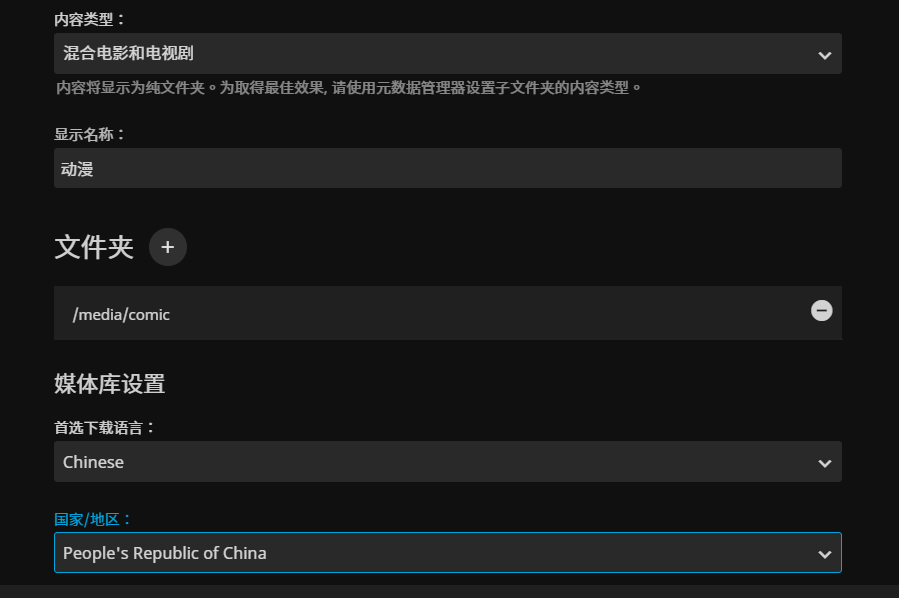 内容类型：
混合电影和电视剧
内容将显示为纯文件夹。为取得最佳效果, 请使用元数据管理器设置子文件夹的内容类型。
显示名称：
动漫
文件夹 +
/media/comic
媒体库设置
首选下载语言：
Chinese
国家/地区：
People's Republic of China